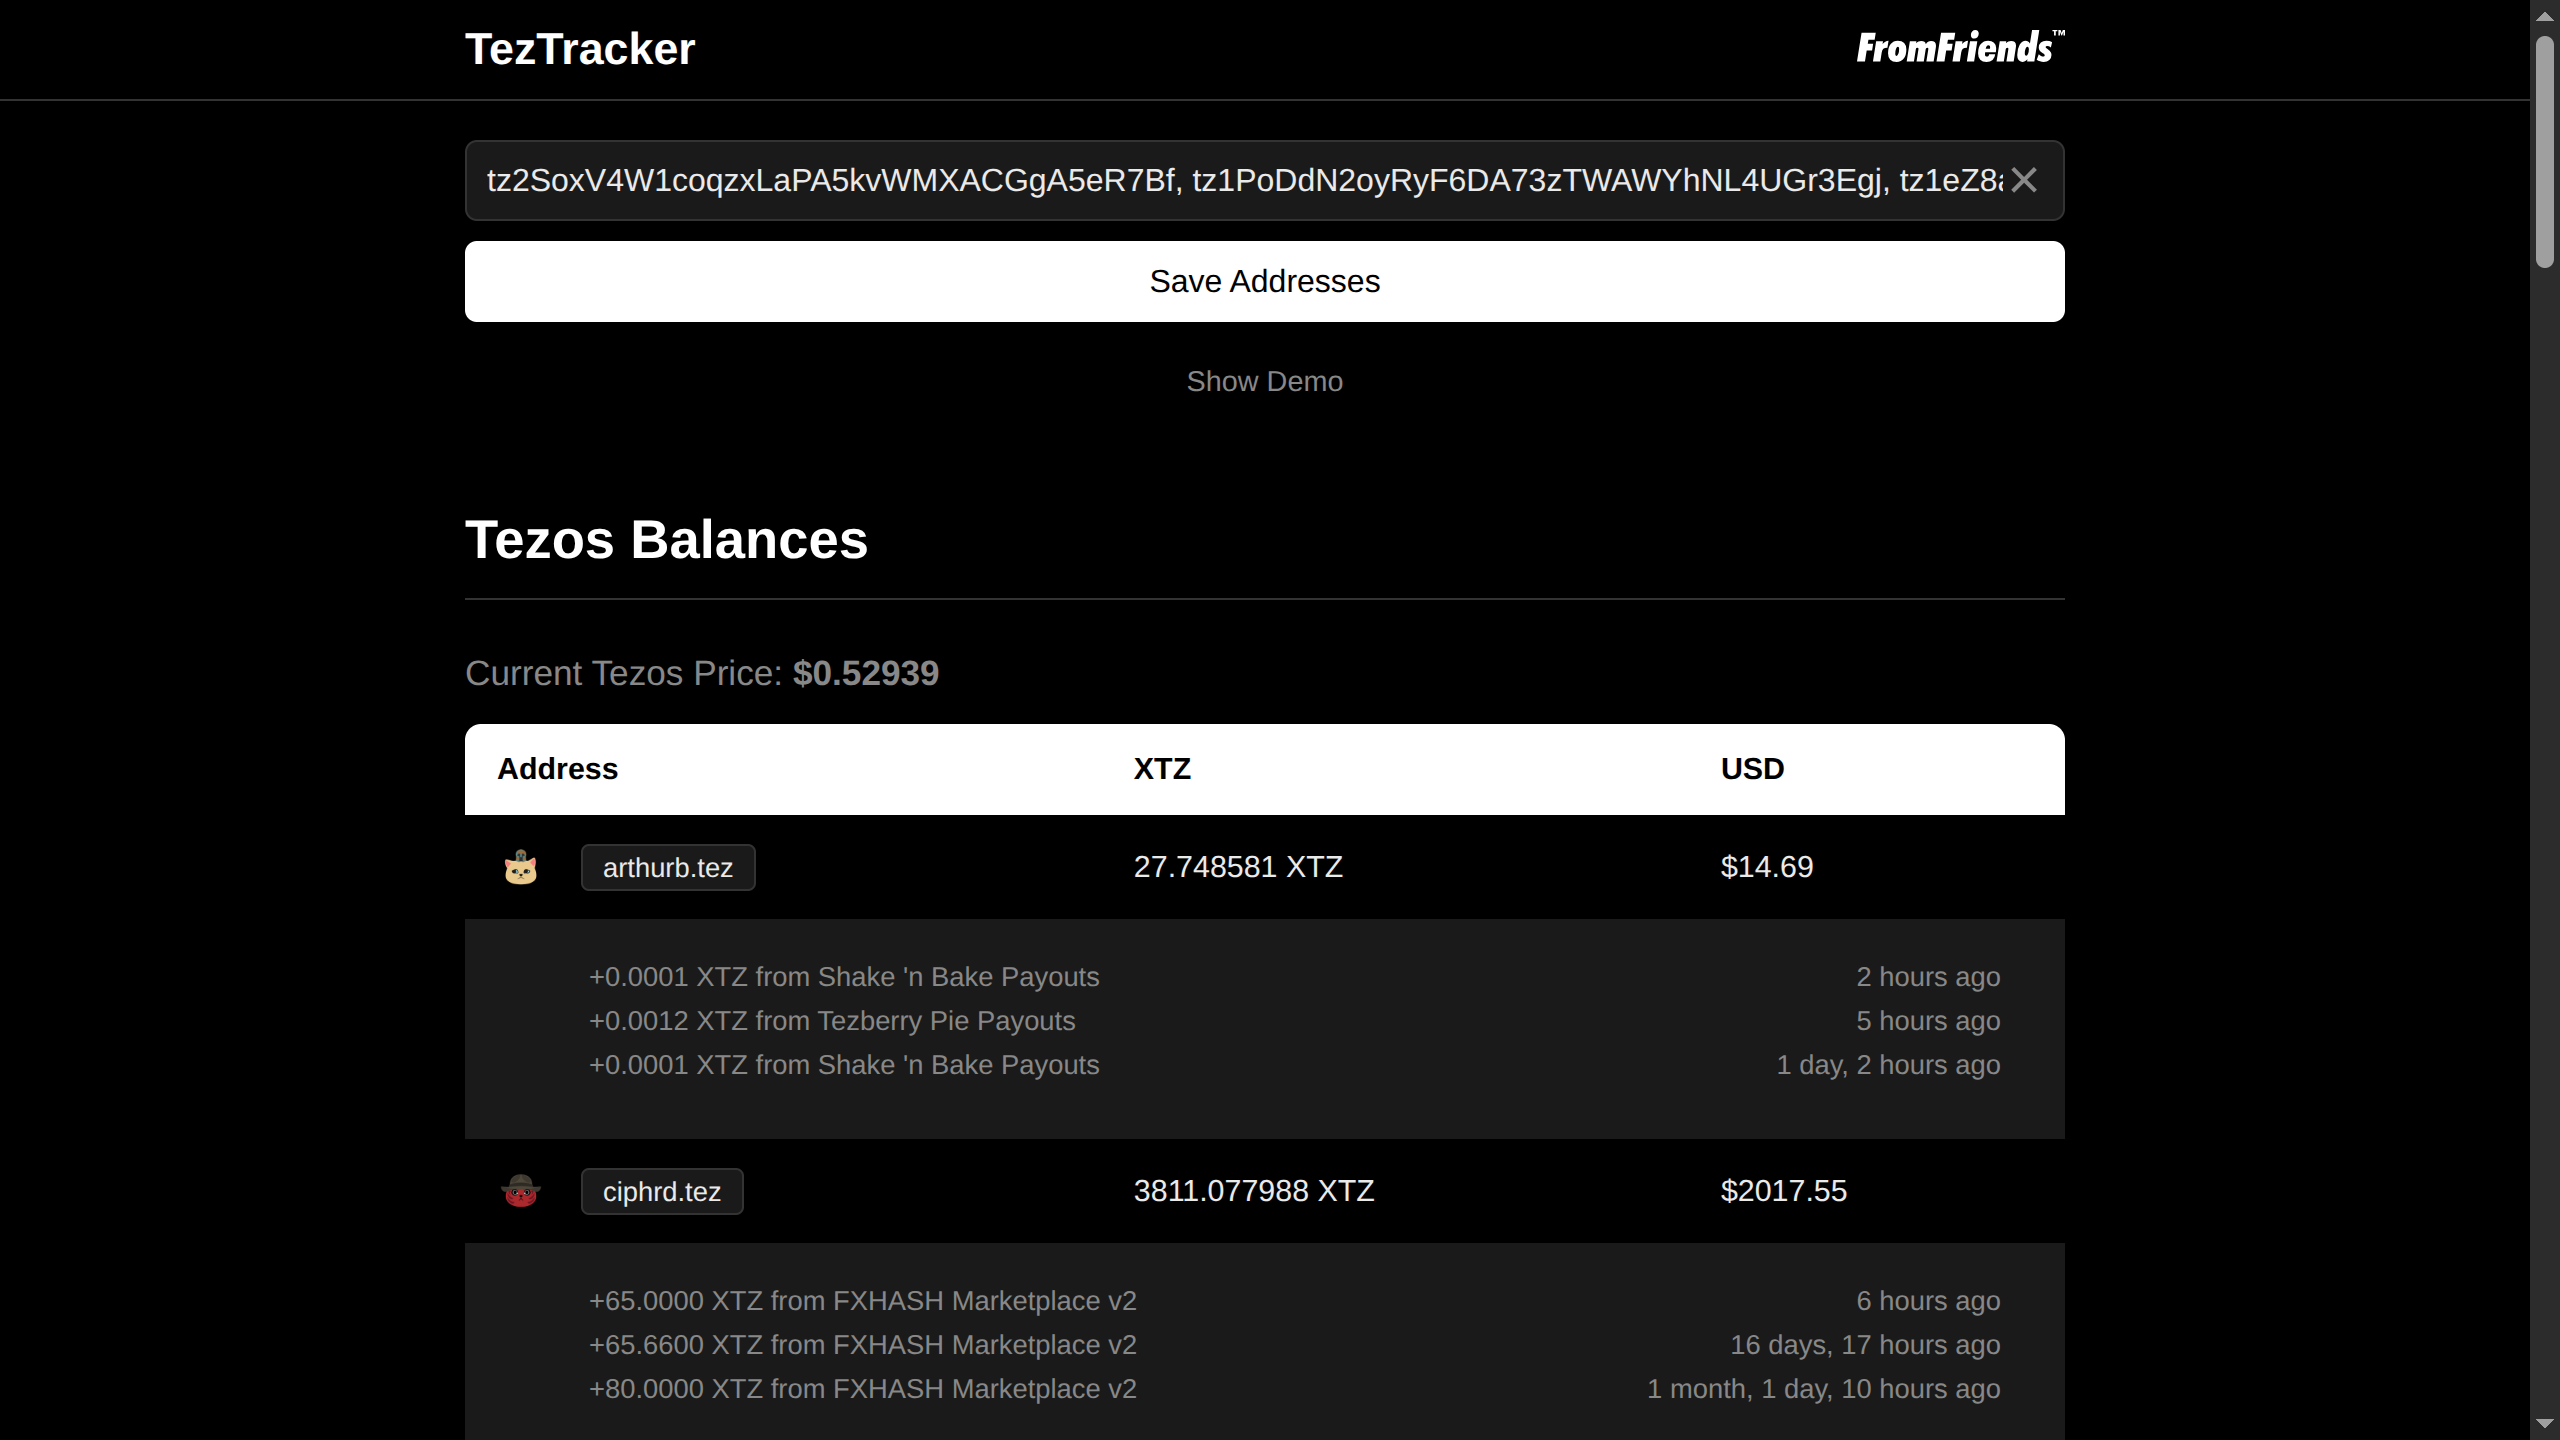 TezTracker
FromFriends™
tz2SoxV4W1coqzxLaPA5kvWMXACGgA5eR7Bf, tz1PoDdN2oyRyF6DA73zTWAWYhNL4UGr3Egj, tz1eZ8a
Save Addresses
Show Demo
Tezos Balances
Current Tezos Price: $0.52939
Address XTZ USD
arthurb.tez 27.748581 XTZ $14.69
+0.0001 XTZ from Shake 'n Bake Payouts 2 hours ago
+0.0012 XTZ from Tezberry Pie Payouts 5 hours ago
+0.0001 XTZ from Shake 'n Bake Payouts 1 day, 2 hours ago
ciphrd.tez 3811.077988 XTZ $2017.55
+65.0000 XTZ from FXHASH Marketplace v2 6 hours ago
+65.6600 XTZ from FXHASH Marketplace v2 16 days, 17 hours ago
+80.0000 XTZ from FXHASH Marketplace v2 1 month, 1 day, 10 hours ago